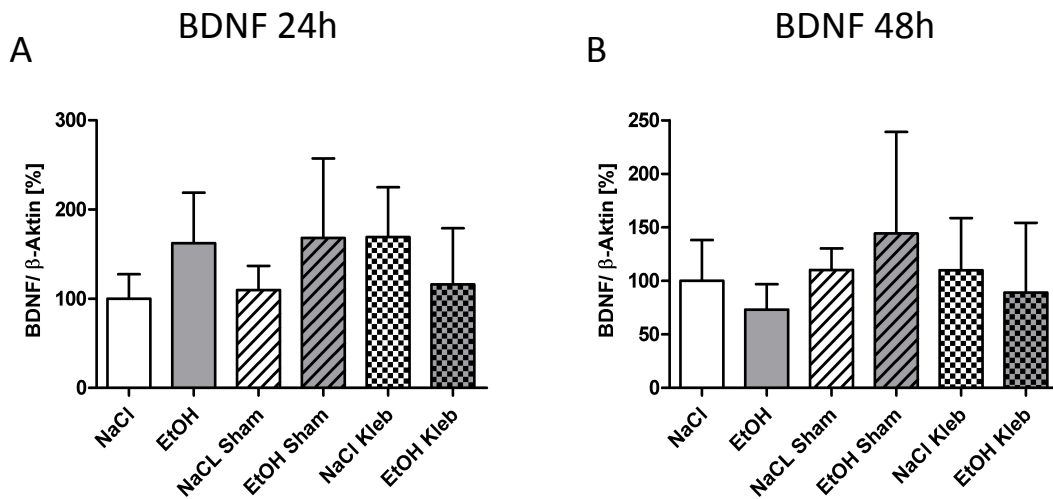 BDNF 24h
A
300
200
100
0
BDNF/ β-Aktin [%]
NaCl
EtOH
NaCL Sham
EtOH Sham
NaCl Kleb
EtOH Kleb
BDNF 48h
B
250
200
150
100
50
0
BDNF/ β-Aktin [%]
NaCl
EtOH
NaCL Sham
EtOH Sham
NaCl Kleb
EtOH Kleb